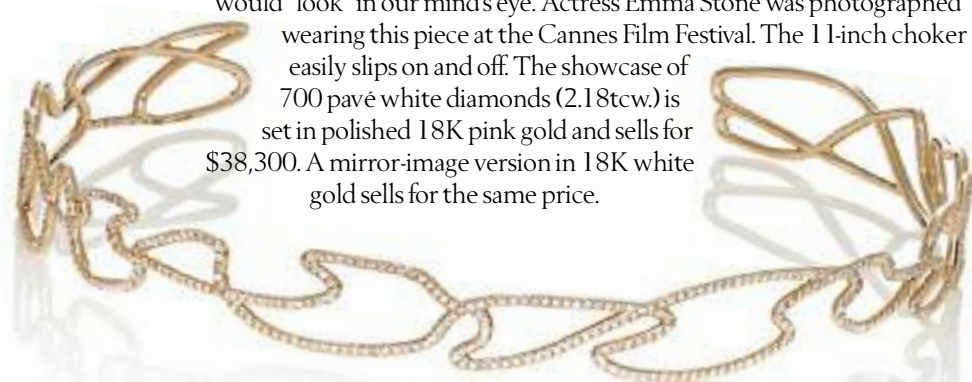 would "look" in our mind's eye. Actress Emma Stone was photographed
wearing this piece at the Cannes Film Festival. The 11-inch choker
easily slips on and off. The showcase of
700 pavé white diamonds (2.18tcw.) is
set in polished 18K pink gold and sells for
$38,300. A mirror-image version in 18K white
gold sells for the same price.